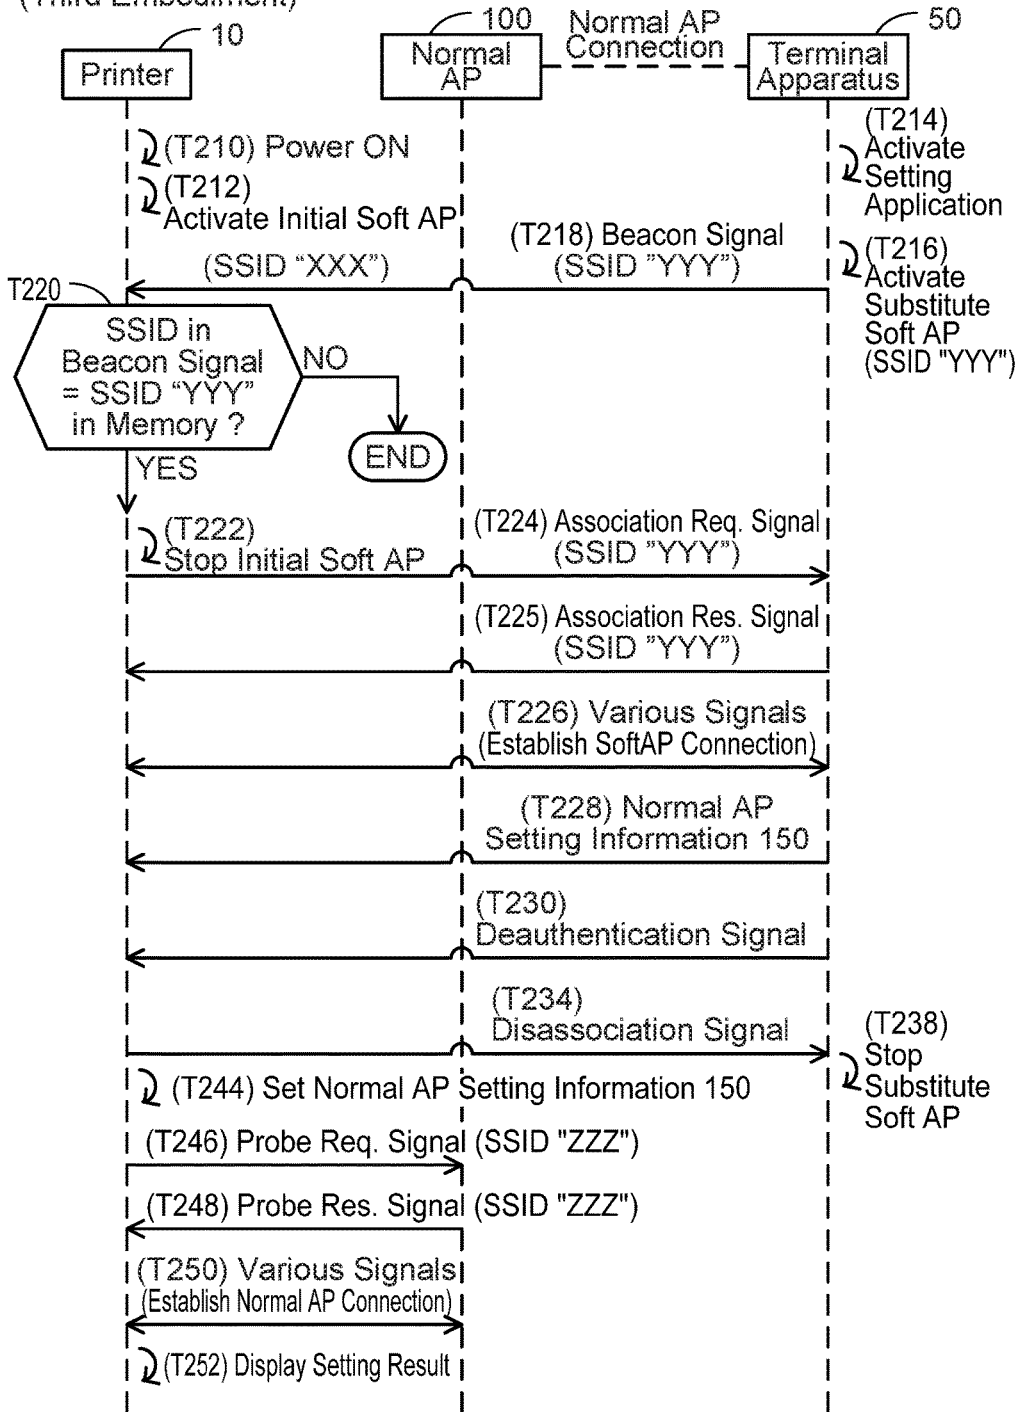 (Third Embodiment)
10
100
Normal AP
Connection
50
Printer
Normal
AP
Terminal
Apparatus
(T210) Power ON
(T212)
Activate Initial Soft AP
(T214)
Activate
Setting
Application
(T218) Beacon Signal
(SSID “XXX”)
(SSID ”YYY”)
(T216)
Activate
Substitute
Soft AP
(SSID "YYY")
T220
SSID in
Beacon Signal
= SSID “YYY”
in Memory ?
NO
END
YES
(T222)
Stop Initial Soft AP
(T224) Association Req. Signal
(SSID ”YYY”)
(T225) Association Res. Signal
(SSID ”YYY”)
(T226) Various Signals
(Establish SoftAP Connection)
(T228) Normal AP
Setting Information 150
(T230)
Deauthentication Signal
(T234)
Disassociation Signal
(T238)
Stop
Substitute
Soft AP
(T244) Set Normal AP Setting Information 150
(T246) Probe Req. Signal (SSID "ZZZ")
(T248) Probe Res. Signal (SSID "ZZZ")
(T250) Various Signals
(Establish Normal AP Connection)
(T252) Display Setting Result